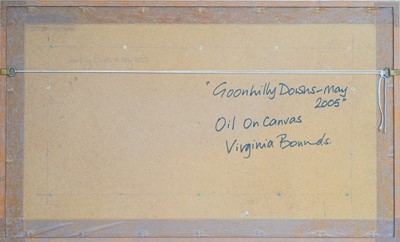 "Goonhilly Downs - May
2005"
Oil On Canvas
Virginia Bounds